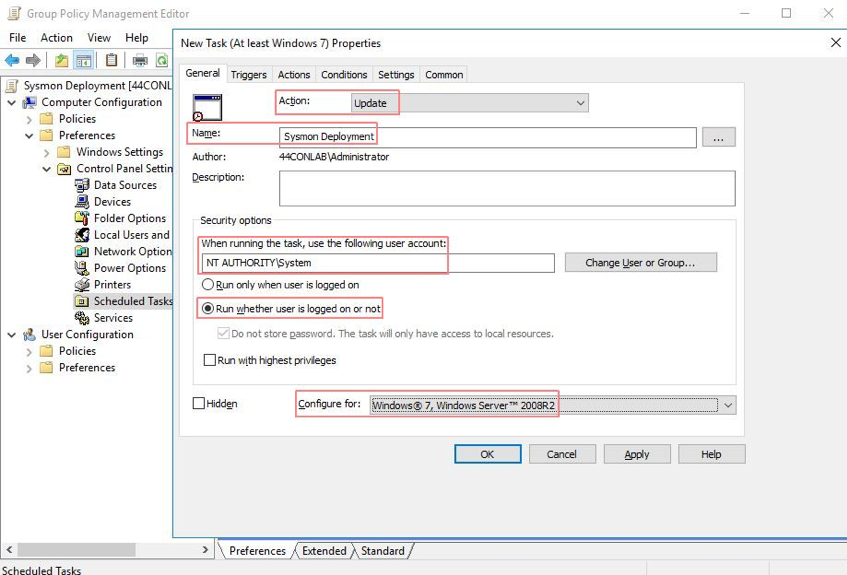 Group Policy Management Editor
File Action View Help
New Task (At least Windows 7) Properties
Sysmon Deployment [44CONL
Computer Configuration
Policies
Preferences
Windows Settings
Control Panel Settin
Data Sources
Devices
Folder Options
Local Users and
Network Option
Power Options
Printers
Scheduled Tasks
Services
User Configuration
Policies
Preferences
General Triggers Actions Conditions Settings Common
Action: Update
Name: Sysmon Deployment ...
Author: 44CONLAB\Administrator
Description:
Security options
When running the task, use the following user account:
NT AUTHORITY\System Change User or Group...
Run only when user is logged on
Run whether user is logged on or not
Do not store password. The task will only have access to local resources.
Run with highest privileges
Hidden Configure for: Windows® 7, Windows Server™ 2008R2
OK Cancel Apply Help
Preferences Extended Standard
Scheduled Tasks